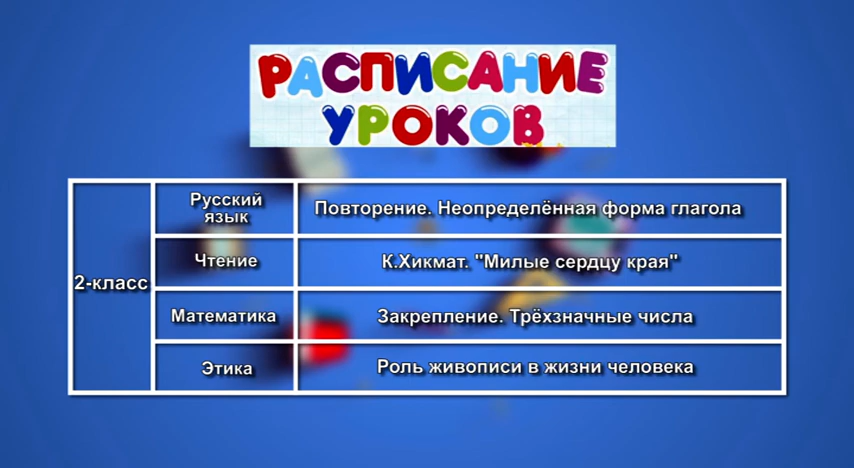 РАСПИСАНИЕ
УРОКОВ
2-класс
Русский
язык
Повторение. Неопределённая форма глагола
Чтение
К.Хикмат. "Милые сердцу края"
Математика
Закрепление. Трёхзначные числа
Этика
Роль живописи в жизни человека